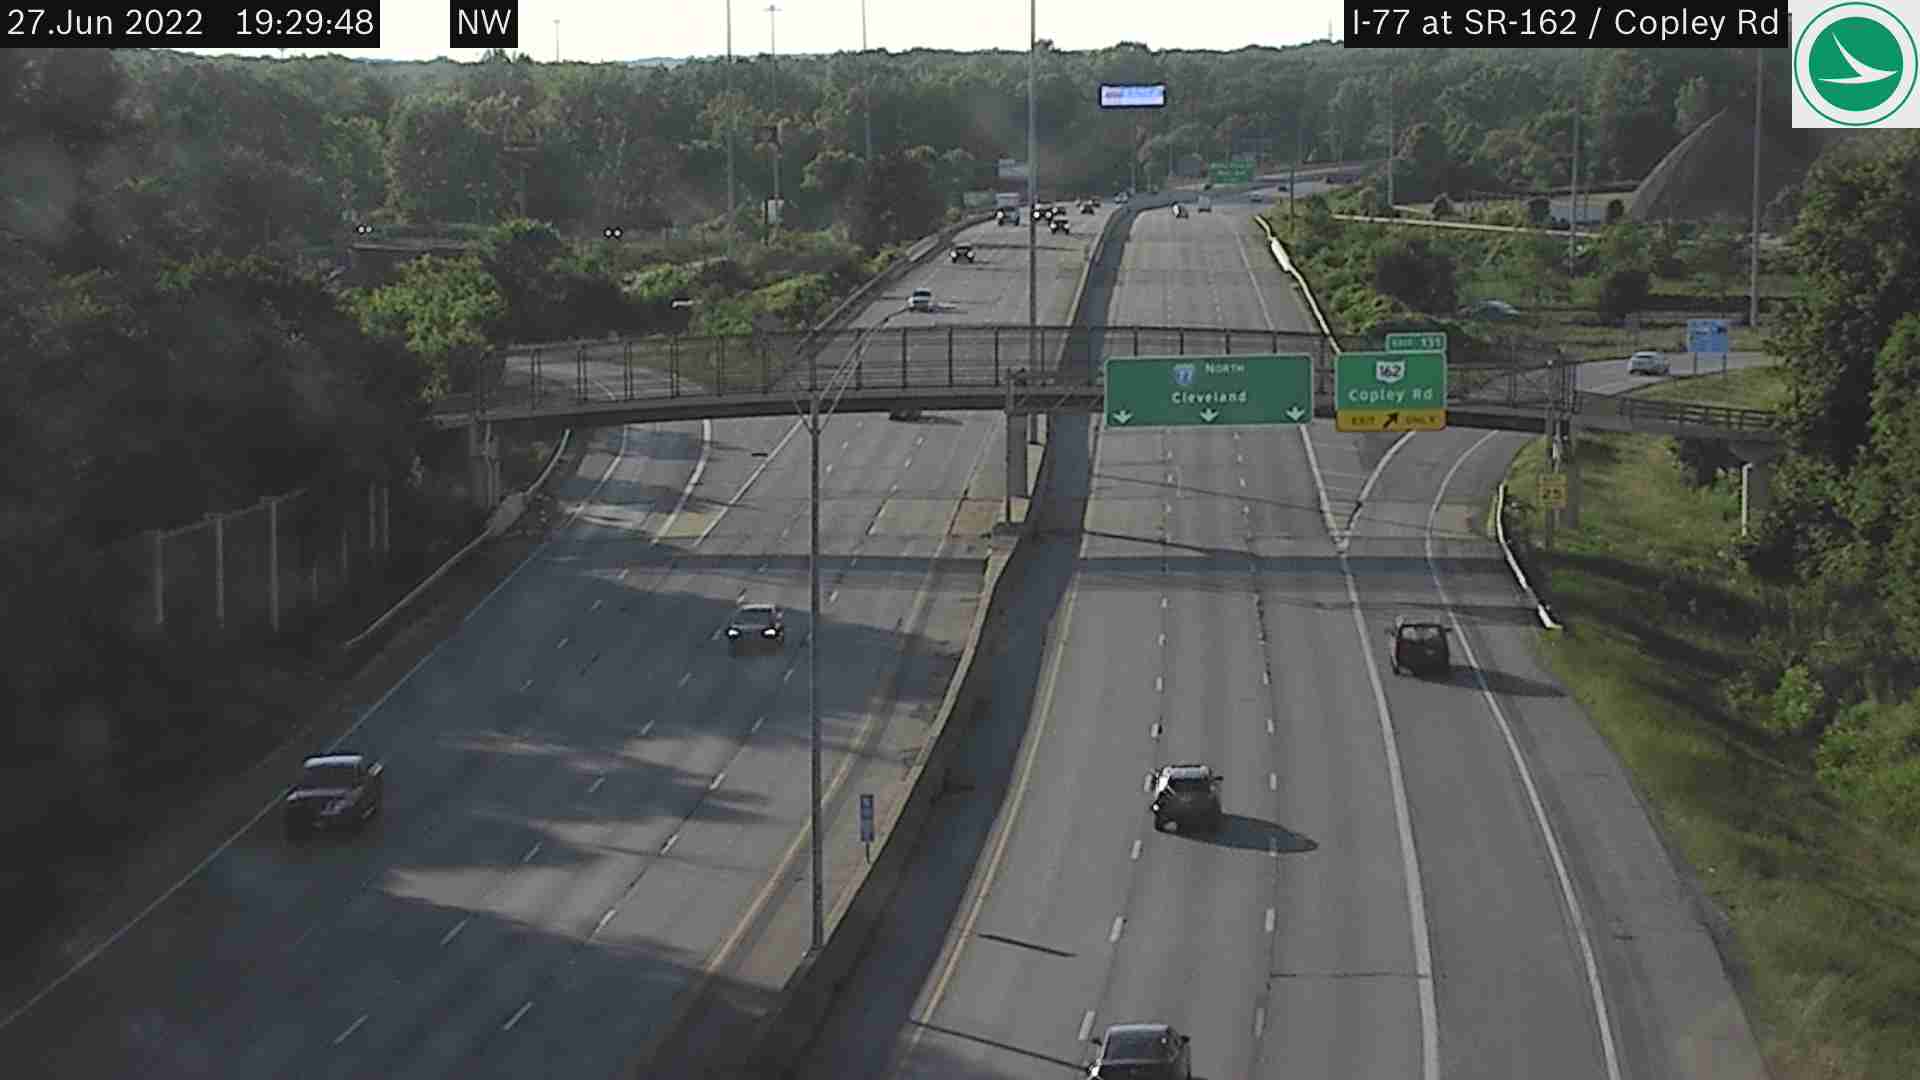 27.Jun 2022 19:29:48
NW
I-77 at SR-162 / Copley Rd
NORTH
77
Cleveland
EXIT 131
162
Copley Rd
EXIT ONLY
25